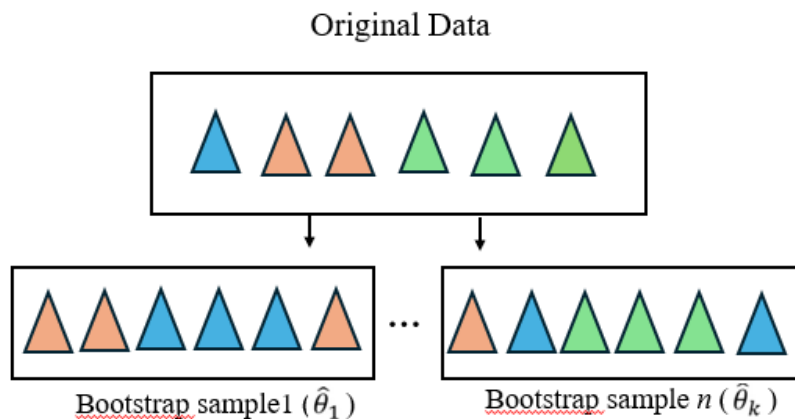 Original Data
...
Bootstrap sample1 (θ̂₁)
Bootstrap sample n (θ̂ₖ)